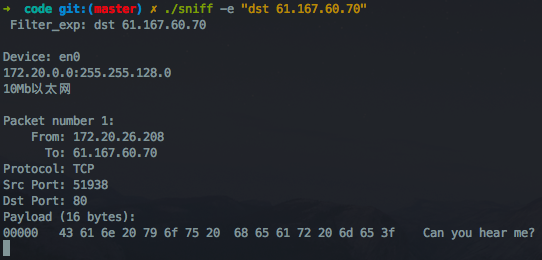 ➜  code git:(master) ✗ ./sniff -e "dst 61.167.60.70"
 Filter_exp: dst 61.167.60.70
Device: en0
172.20.0.0:255.255.128.0
10Mb以太网
Packet number 1:
    From: 172.20.26.208
      To: 61.167.60.70
Protocol: TCP
Src Port: 51938
Dst Port: 80
Payload (16 bytes):
00000   43 61 6e 20 79 6f 75 20  68 65 61 72 20 6d 65 3f    Can you hear me?